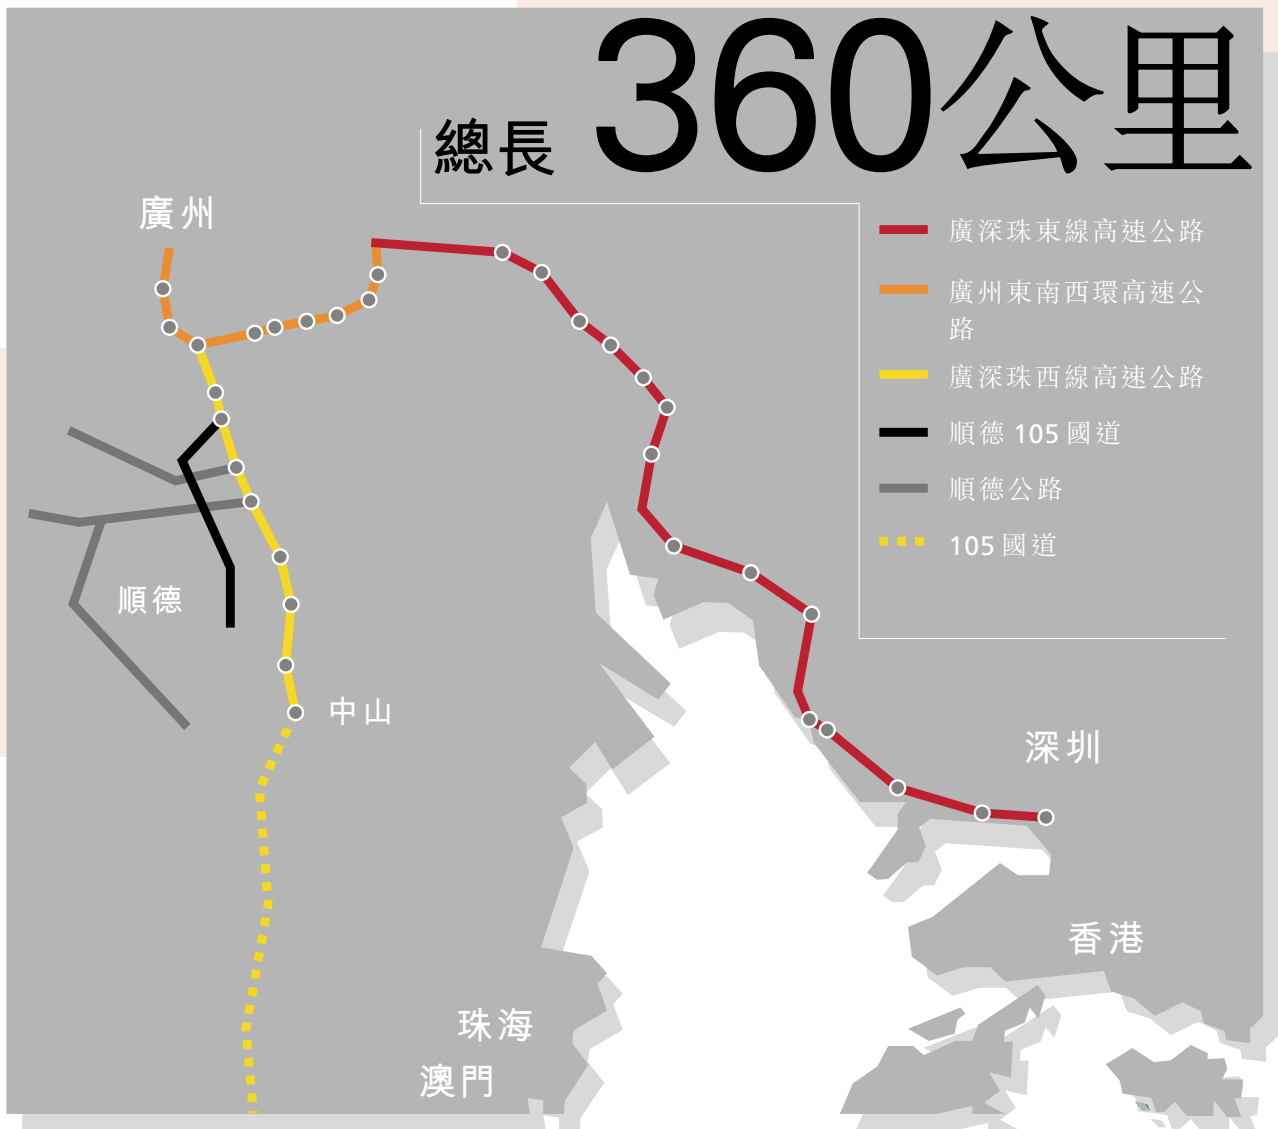 總長 360公里
廣州
廣深珠東線高速公路
廣州東南西環高速公
路
廣深珠西線高速公路
順德 105 國道
順德公路
105 國道
順德
中山
深圳
香港
珠海
澳門